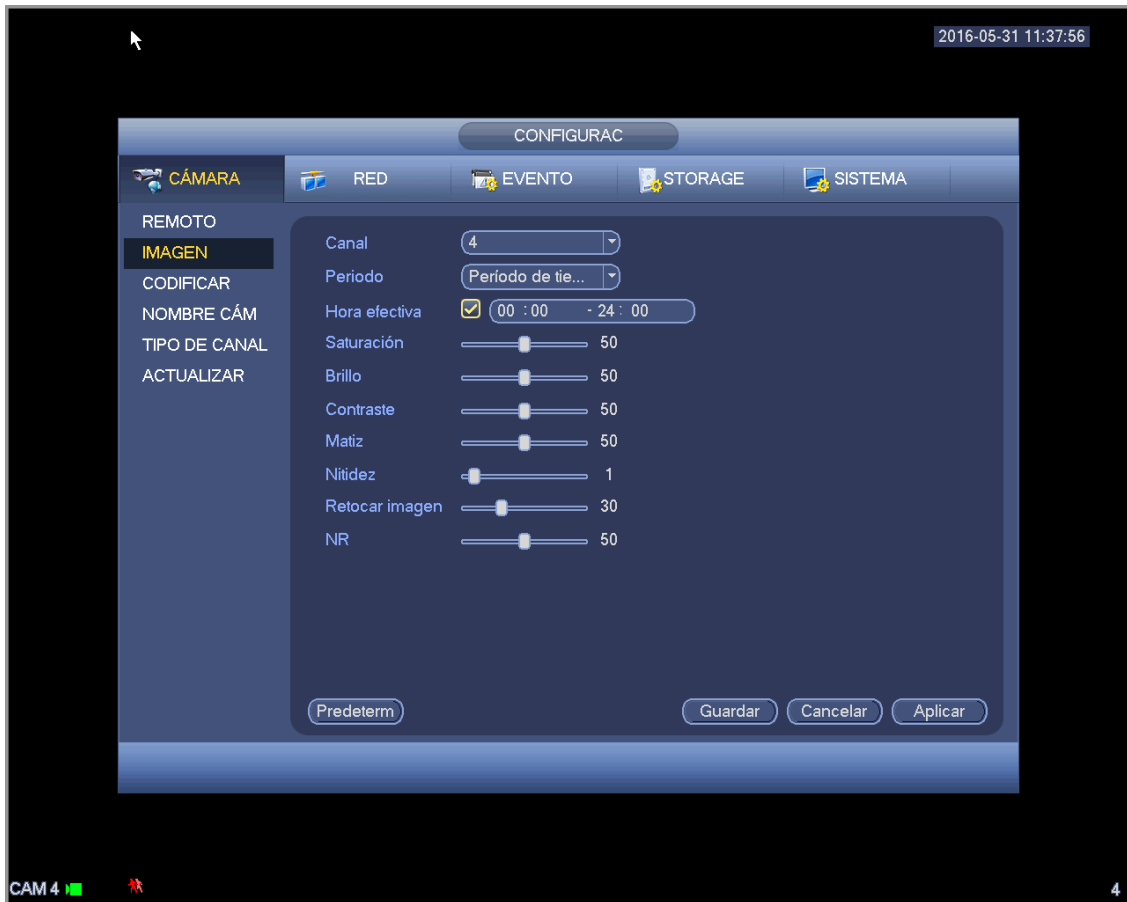 2016-05-31 11:37:56
CONFIGURAC
CÁMARA
RED
EVENTO
STORAGE
SISTEMA
REMOTO
IMAGEN
CODIFICAR
NOMBRE CÁM
TIPO DE CANAL
ACTUALIZAR
Canal 4
Periodo Período de tie...
Hora efectiva 00 :00 - 24 : 00
Saturación 50
Brillo 50
Contraste 50
Matiz 50
Nitidez 1
Retocar imagen 30
NR 50
Predeterm
Guardar
Cancelar
Aplicar
CAM 4
4